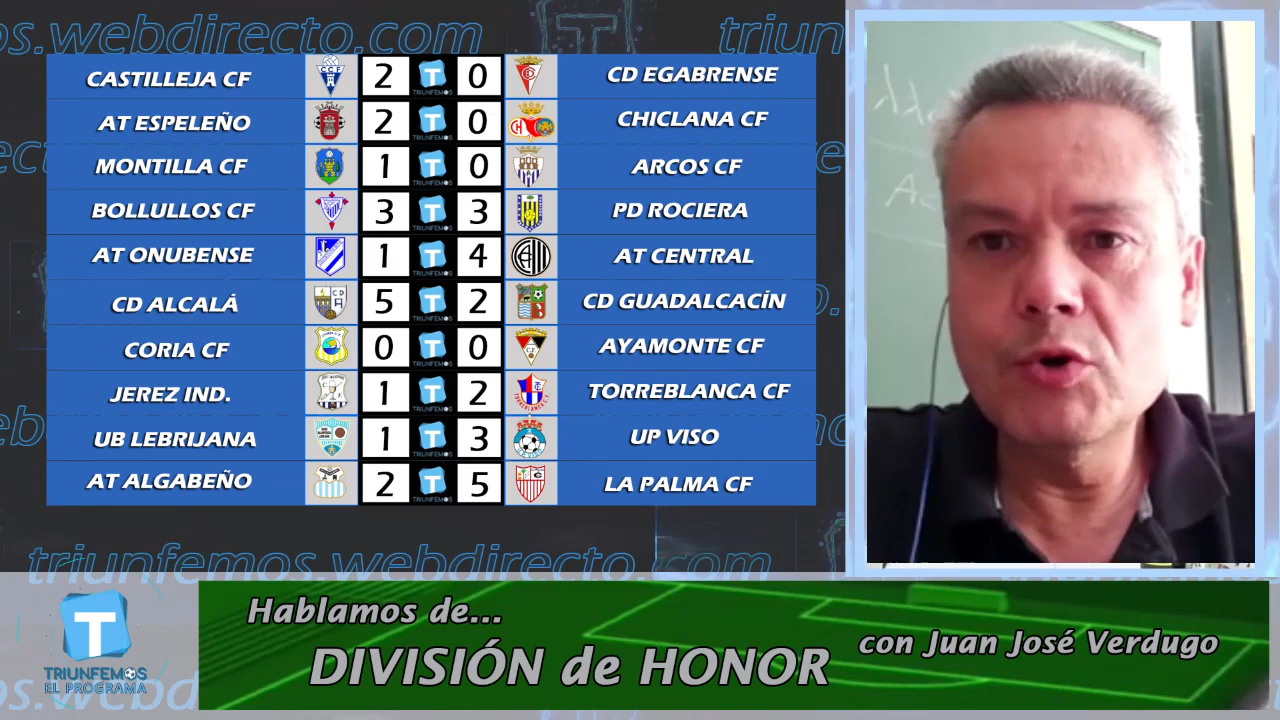 os.webdirecto.com
triun
CASTILLEJA CF 2 0 CD EGABRENSE
AT ESPELEÑO 2 0 CHICLANA CF
MONTILLA CF 1 0 ARCOS CF
BOLLULLOS CF 3 3 PD ROCIERA
AT ONUBENSE 1 4 AT CENTRAL
CD ALCALÁ 5 2 CD GUADALCACÍN
CORIA CF 0 0 AYAMONTE CF
JEREZ IND. 1 2 TORREBLANCA CF
UB LEBRIJANA 1 3 UP VISO
AT ALGABEÑO 2 5 LA PALMA CF
triunfemos.webdirecto.com
Hablamos de...
DIVISIÓN de HONOR
con Juan José Verdugo
T
TRIUNFEMOS
EL PROGRAMA